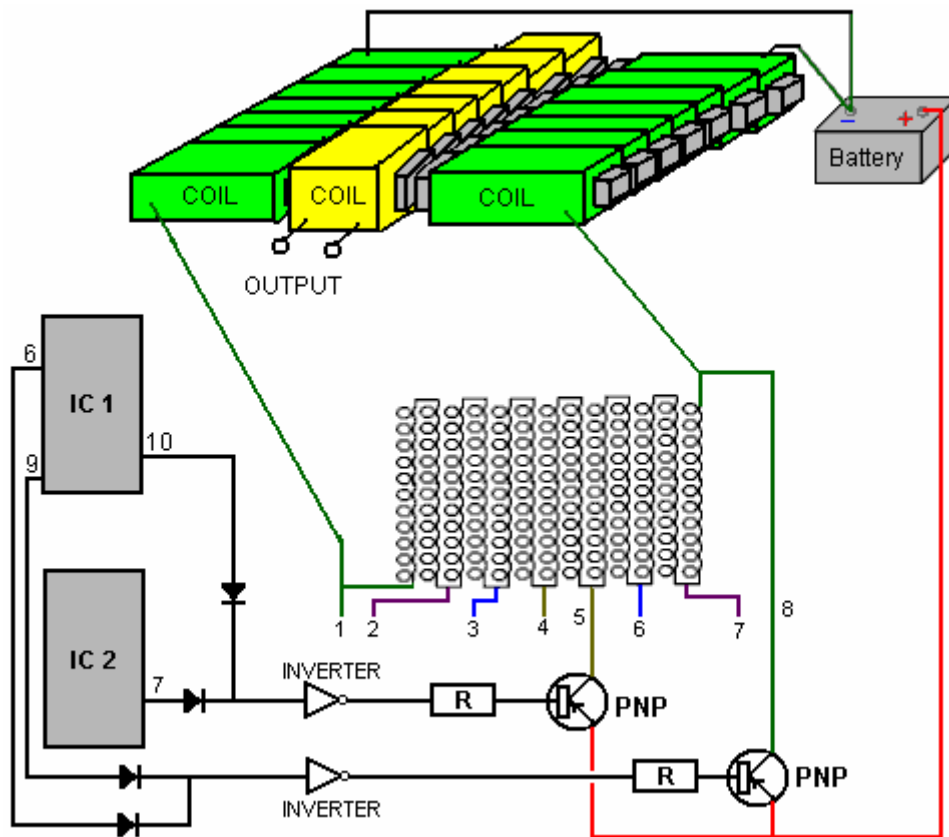 - +
Battery
COIL COIL COIL
OUTPUT
6
IC 1
9
10
1 2 3 4 5 6 7 8
IC 2
7
INVERTER
R
PNP
R
PNP
INVERTER